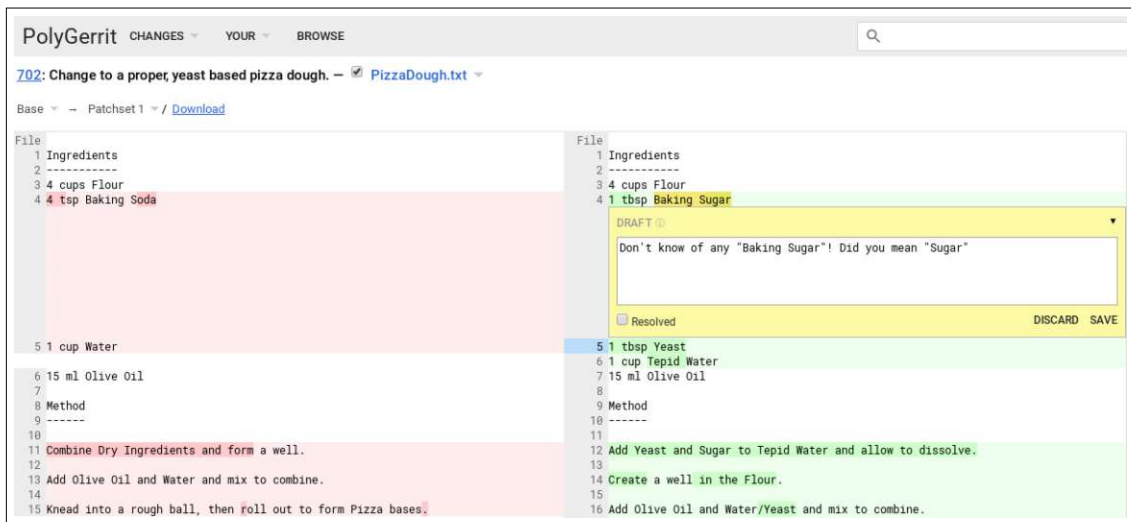 PolyGerrit CHANGES YOUR BROWSE
702: Change to a proper, yeast based pizza dough. — PizzaDough.txt
Base → Patchset 1 / Download
File
1 Ingredients
2 -----------
3 4 cups Flour
4 4 tsp Baking Soda
5 1 cup Water
6 15 ml Olive Oil
7
8 Method
9 ------
10
11 Combine Dry Ingredients and form a well.
12
13 Add Olive Oil and Water and mix to combine.
14
15 Knead into a rough ball, then roll out to form Pizza bases.
File
1 Ingredients
2 -----------
3 4 cups Flour
4 1 tbsp Baking Sugar
DRAFT
Don't know of any "Baking Sugar"! Did you mean "Sugar"
Resolved DISCARD SAVE
5 1 tbsp Yeast
6 1 cup Tepid Water
7 15 ml Olive Oil
8
9 Method
10 ------
11
12 Add Yeast and Sugar to Tepid Water and allow to dissolve.
13
14 Create a well in the Flour.
15
16 Add Olive Oil and Water/Yeast and mix to combine.